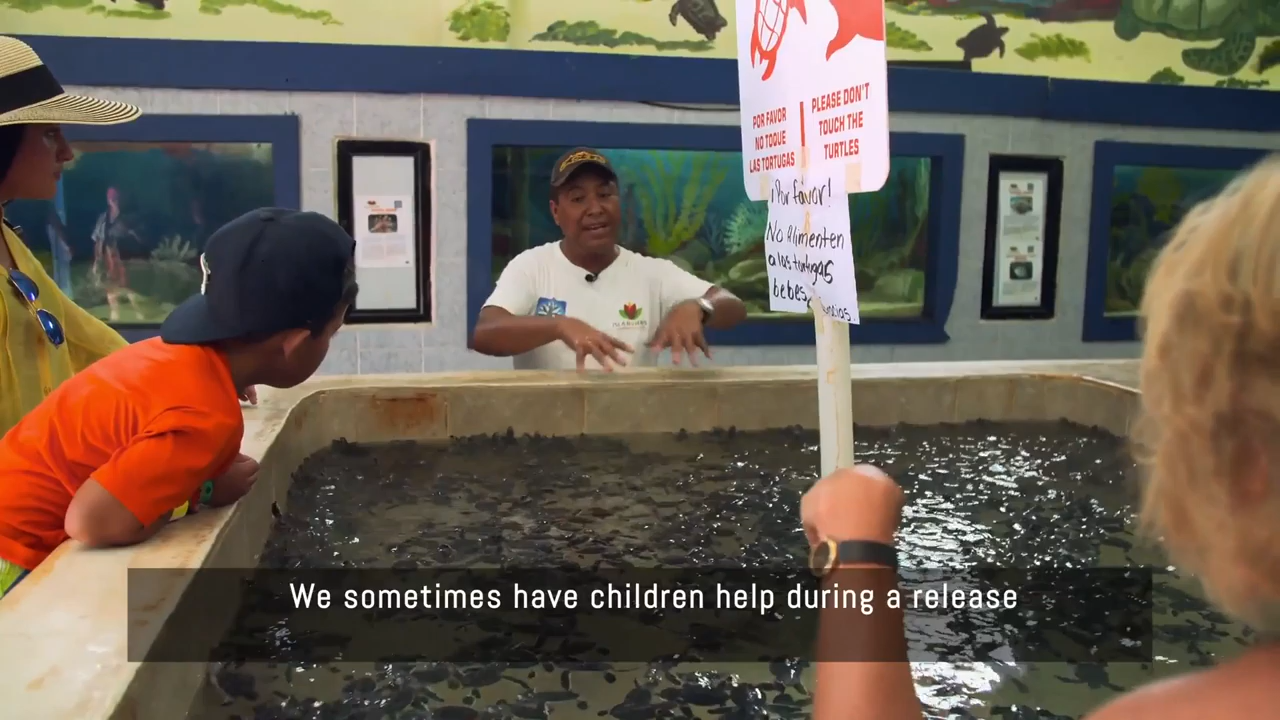 POR FAVOR
NO TOQUE
LAS TORTUGAS
PLEASE DON'T
TOUCH THE
TURTLES
¡Por favor!
No Alimenten
a las tortugas
bebes,
We sometimes have children help during a release